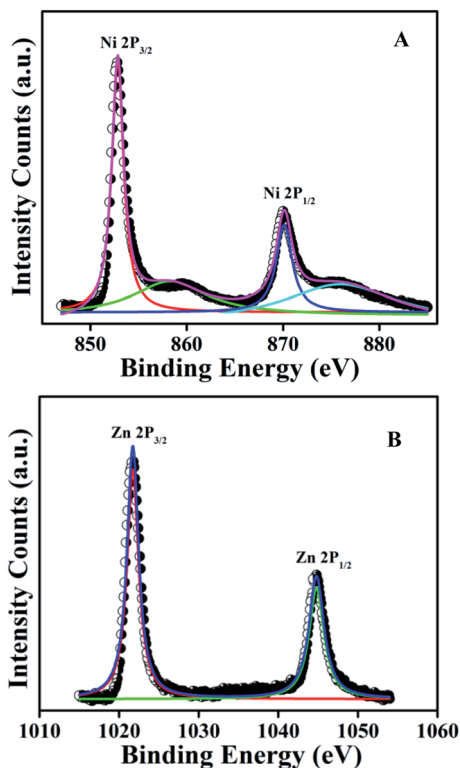 Ni 2P3/2
A
Ni 2P1/2
Intensity Counts (a.u.)
850 860 870 880
Binding Energy (eV)
Zn 2P3/2
B
Zn 2P1/2
Intensity Counts (a.u.)
1010 1020 1030 1040 1050 1060
Binding Energy (eV)